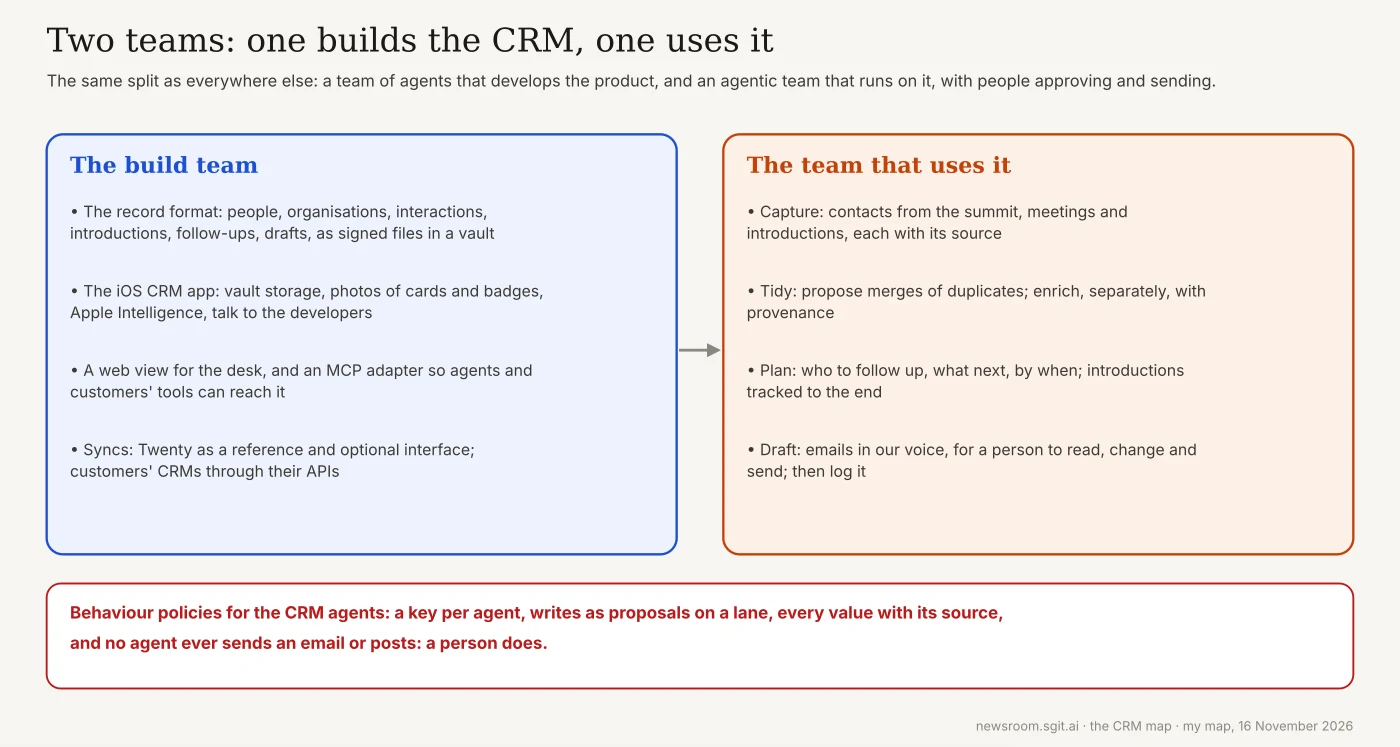 Two teams: one builds the CRM, one uses it
The same split as everywhere else: a team of agents that develops the product, and an agentic team that runs on it, with people approving and sending.
The build team
• The record format: people, organisations, interactions,
introductions, follow-ups, drafts, as signed files in a vault
• The iOS CRM app: vault storage, photos of cards and badges,
Apple Intelligence, talk to the developers
• A web view for the desk, and an MCP adapter so agents and
customers' tools can reach it
• Syncs: Twenty as a reference and optional interface;
customers' CRMs through their APIs
The team that uses it
• Capture: contacts from the summit, meetings and
introductions, each with its source
• Tidy: propose merges of duplicates; enrich, separately, with
provenance
• Plan: who to follow up, what next, by when; introductions
tracked to the end
• Draft: emails in our voice, for a person to read, change and
send; then log it
Behaviour policies for the CRM agents: a key per agent, writes as proposals on a lane, every value with its source,
and no agent ever sends an email or posts: a person does.
newsroom.sgit.ai · the CRM map · my map, 16 November 2026